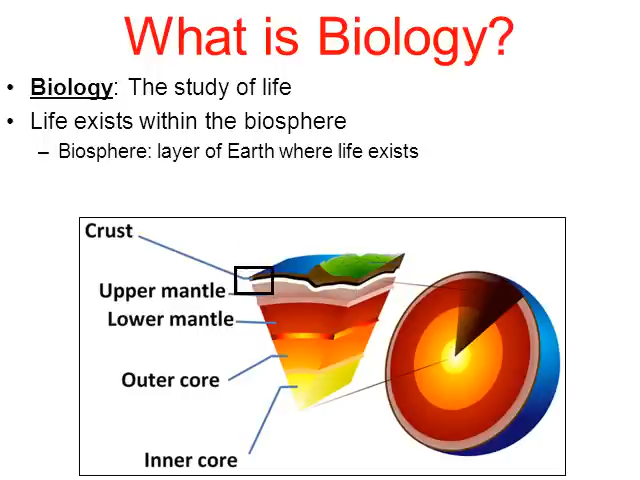 What is Biology?
• Biology: The study of life
• Life exists within the biosphere
– Biosphere: layer of Earth where life exists
Crust
Upper mantle
Lower mantle
Outer core
Inner core